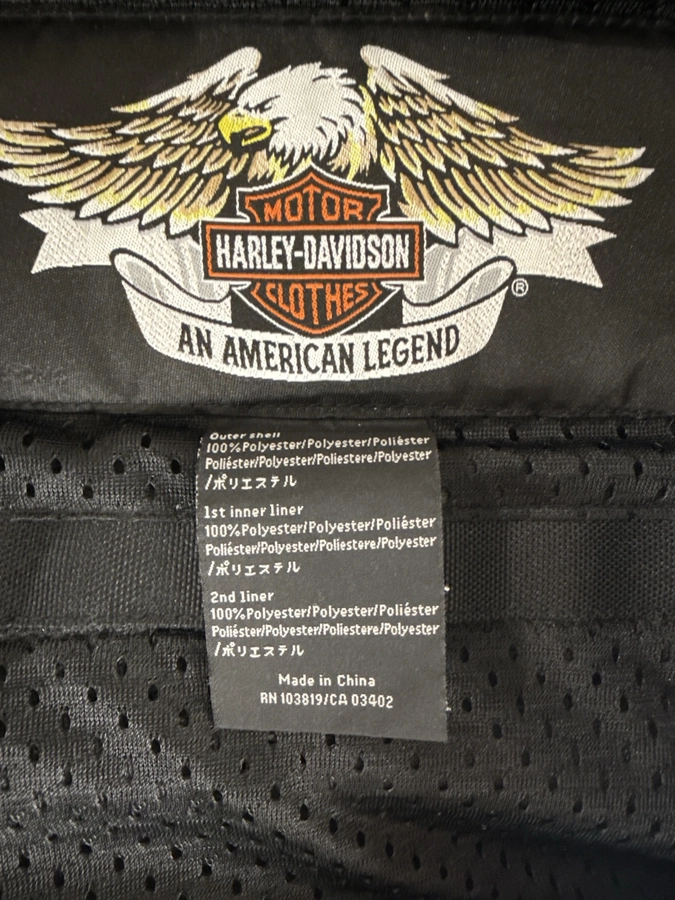 MOTOR
HARLEY-DAVIDSON
CLOTHES
®
AN AMERICAN LEGEND
Outer shell
100%Polyester/Polyester/Poliéster
Poliéster/Polyester/Poliestere/Polyester
/ポリエステル
1st inner liner
100%Polyester/Polyester/Poliéster
Poliéster/Polyester/Poliestere/Polyester
/ポリエステル
2nd liner
100%Polyester/Polyester/Poliéster
Poliéster/Polyester/Poliestere/Polyester
/ポリエステル
Made in China
RN 103819/CA 03402